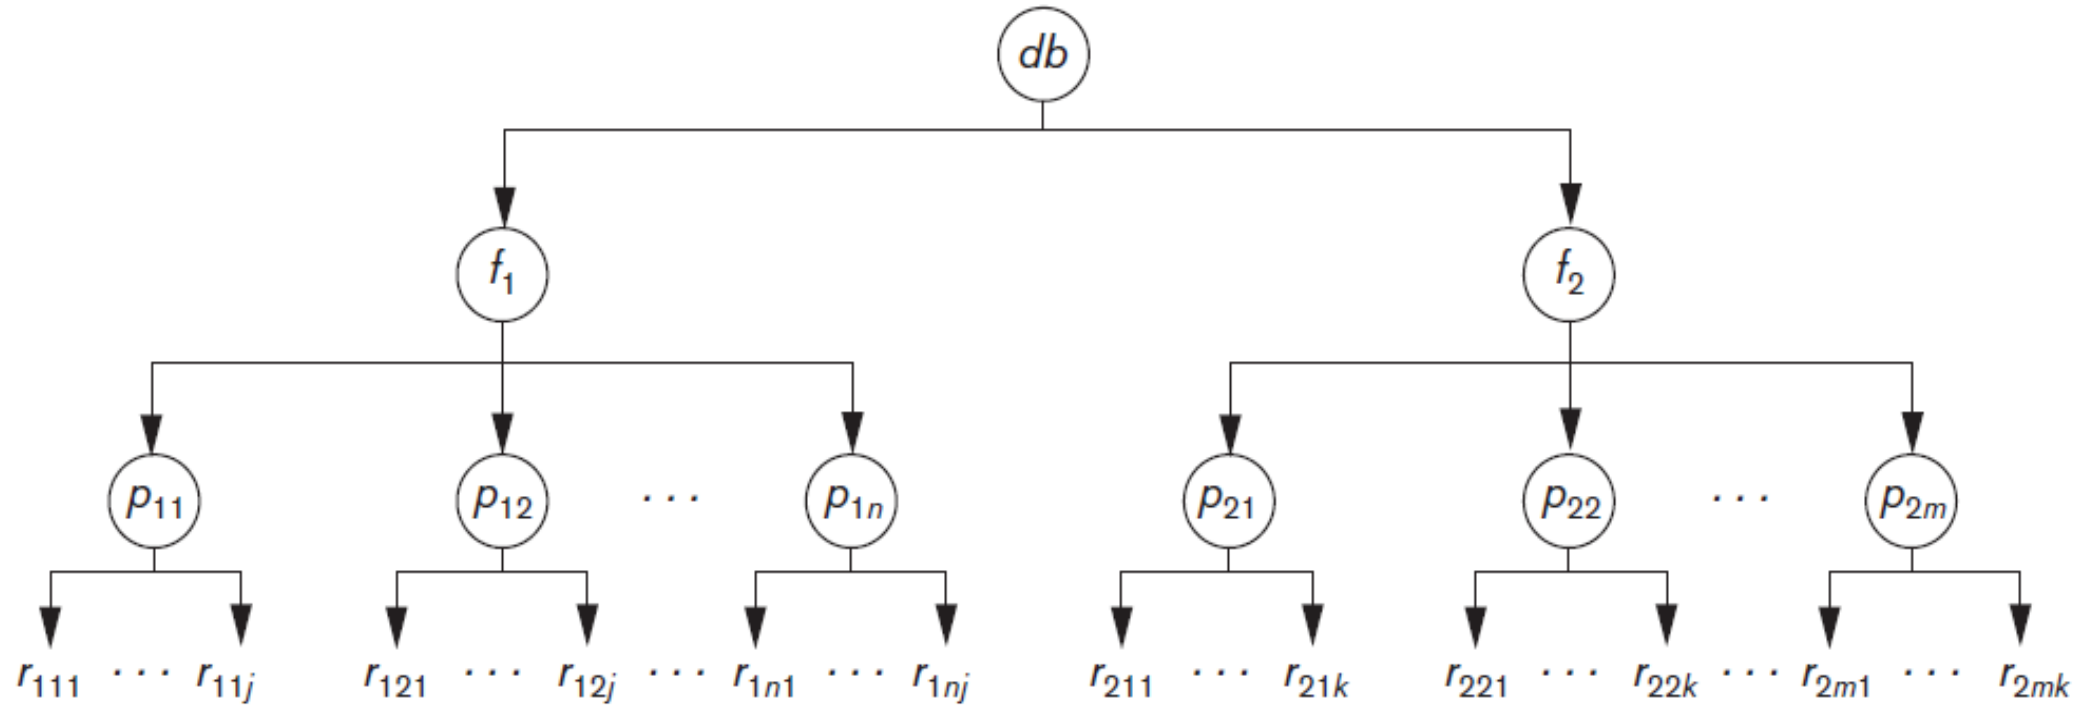 db
f₁ f₂
p₁₁ p₁₂ · · · p₁ₙ p₂₁ p₂₂ · · · p₂ₘ
r₁₁₁ · · · r₁₁ⱼ r₁₂₁ · · · r₁₂ⱼ · · · r₁ₙ₁ · · · r₁ₙⱼ r₂₁₁ · · · r₂₁ₖ r₂₂₁ · · · r₂₂ₖ · · · r₂ₘ₁ · · · r₂ₘₖ